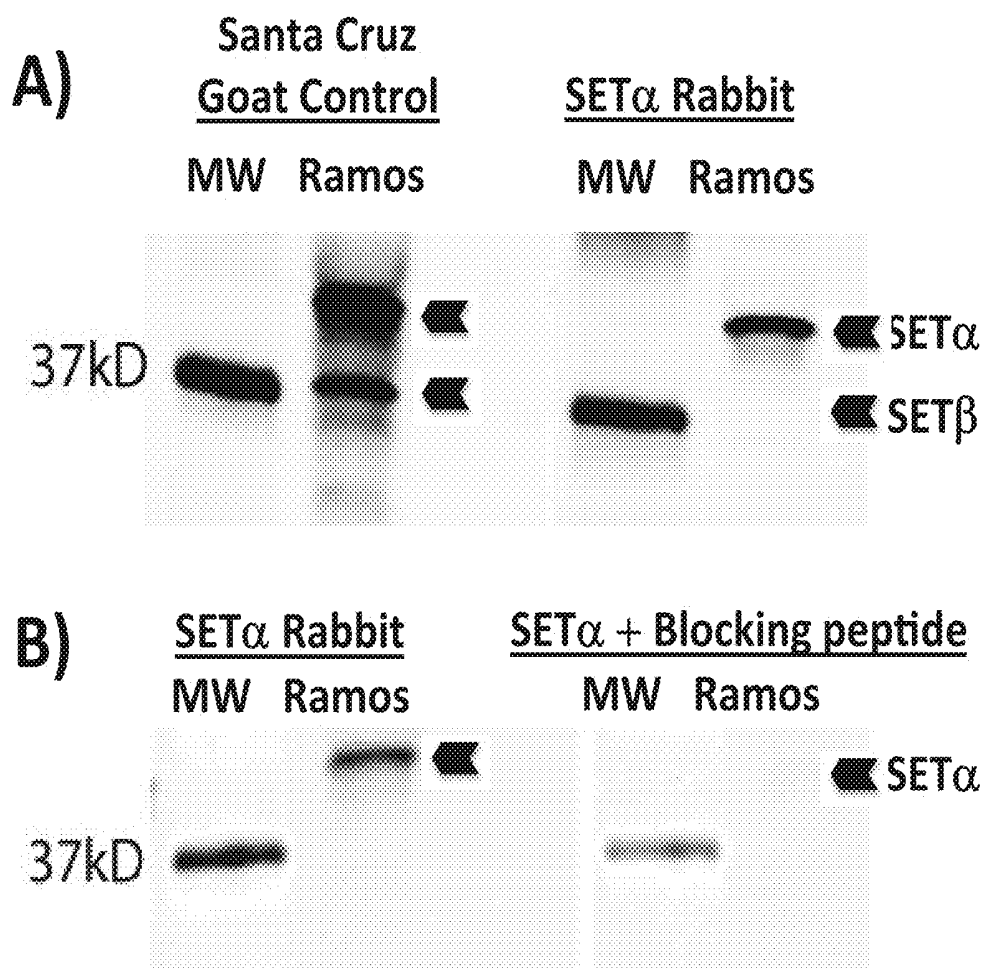 A)
Santa Cruz
Goat Control
SETα Rabbit
MW Ramos
MW Ramos
37kD
SETα
SETβ
B)
SETα Rabbit
SETα + Blocking peptide
MW Ramos
MW Ramos
SETα
37kD